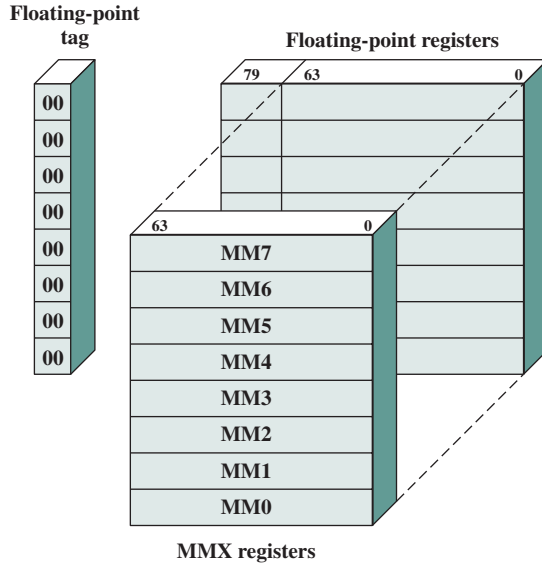 Floating-point
tag
Floating-point registers
79 63 0
00
00
00
00
00
00
00
00
63 0
MM7
MM6
MM5
MM4
MM3
MM2
MM1
MM0
MMX registers